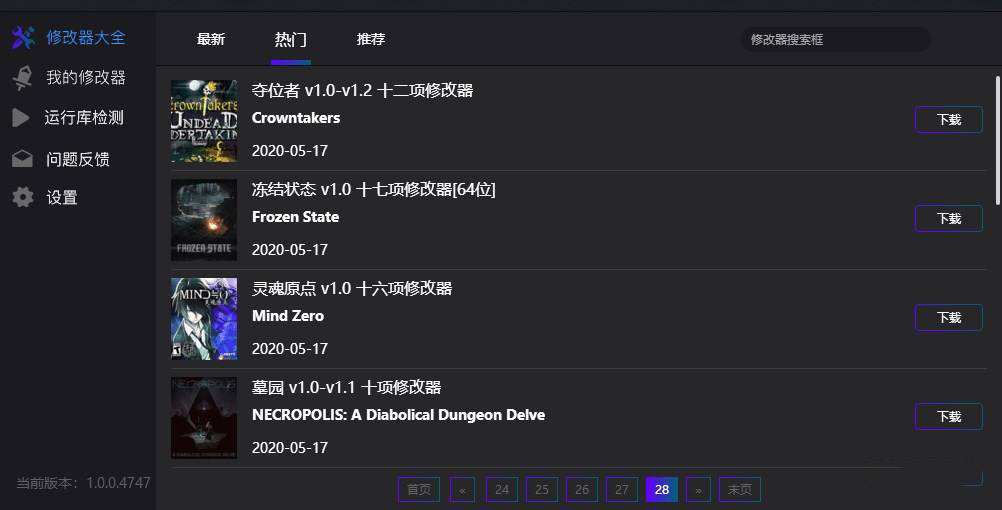 修改器大全
我的修改器
运行库检测
问题反馈
设置
当前版本：1.0.0.4747
最新 热门 推荐
修改器搜索框
夺位者 v1.0-v1.2 十二项修改器
Crowntakers
2020-05-17
下载
冻结状态 v1.0 十七项修改器[64位]
Frozen State
2020-05-17
下载
FROZEN STATE
灵魂原点 v1.0 十六项修改器
Mind Zero
2020-05-17
下载
墓园 v1.0-v1.1 十项修改器
NECROPOLIS: A Diabolical Dungeon Delve
2020-05-17
下载
NECROPOLIS
首页 « 24 25 26 27 28 » 末页